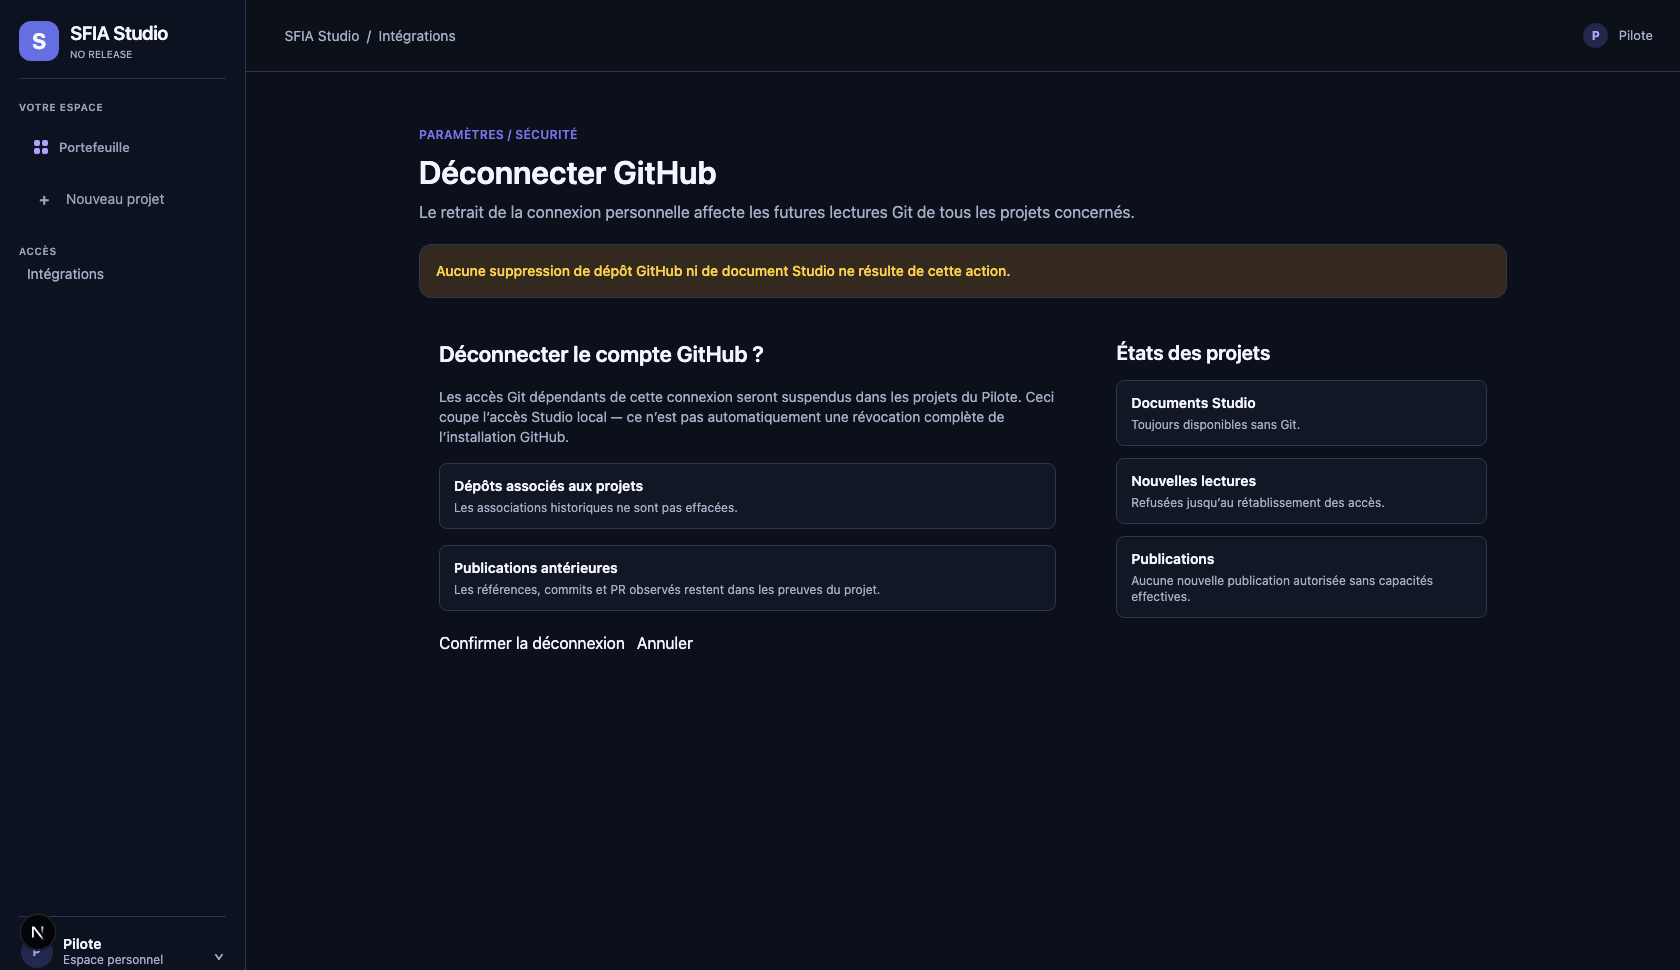 S
SFIA Studio
NO RELEASE
VOTRE ESPACE
Portefeuille
+ Nouveau projet
ACCÈS
Intégrations
N
P
Pilote
Espace personnel
SFIA Studio / Intégrations
P Pilote
PARAMÈTRES / SÉCURITÉ
Déconnecter GitHub
Le retrait de la connexion personnelle affecte les futures lectures Git de tous les projets concernés.
Aucune suppression de dépôt GitHub ni de document Studio ne résulte de cette action.
Déconnecter le compte GitHub ?
Les accès Git dépendants de cette connexion seront suspendus dans les projets du Pilote. Ceci
coupe l’accès Studio local — ce n’est pas automatiquement une révocation complète de
l’installation GitHub.
Dépôts associés aux projets
Les associations historiques ne sont pas effacées.
Publications antérieures
Les références, commits et PR observés restent dans les preuves du projet.
Confirmer la déconnexion Annuler
États des projets
Documents Studio
Toujours disponibles sans Git.
Nouvelles lectures
Refusées jusqu’au rétablissement des accès.
Publications
Aucune nouvelle publication autorisée sans capacités
effectives.